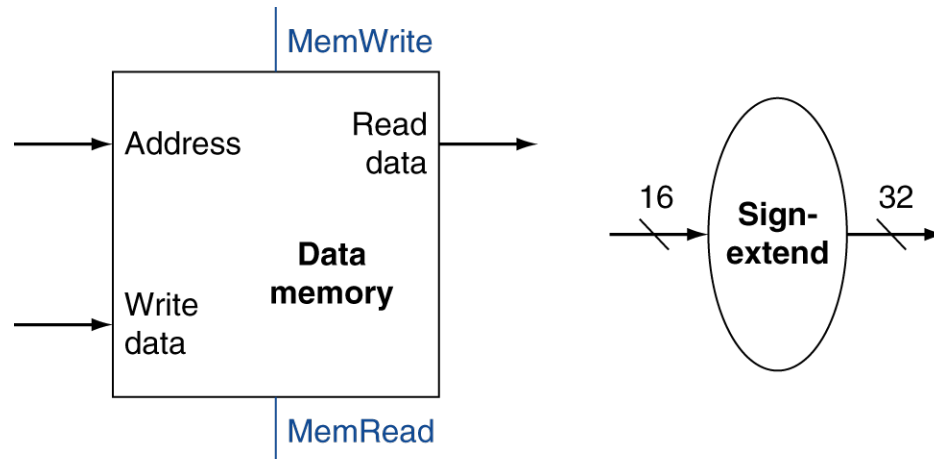 MemWrite
Address
Read
data
Data
memory
Write
data
MemRead
16
Sign-
extend
32